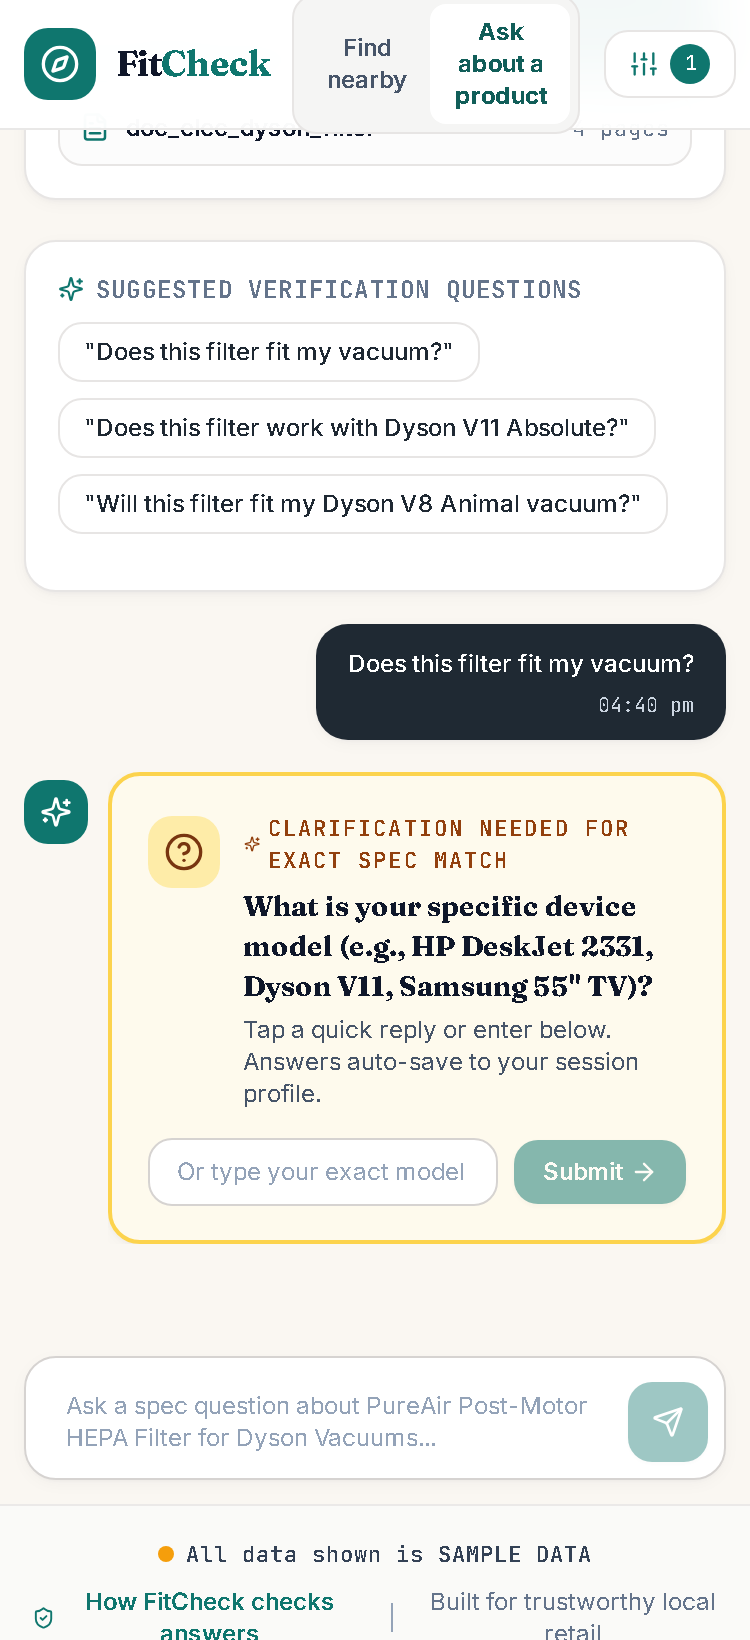 FitCheck
Find
nearby
Ask
about a
product
1
doc_elec_dyson_filter
4 pages
SUGGESTED VERIFICATION QUESTIONS
"Does this filter fit my vacuum?"
"Does this filter work with Dyson V11 Absolute?"
"Will this filter fit my Dyson V8 Animal vacuum?"
Does this filter fit my vacuum?
04:40 pm
CLARIFICATION NEEDED FOR
EXACT SPEC MATCH
What is your specific device
model (e.g., HP DeskJet 2331,
Dyson V11, Samsung 55" TV)?
Tap a quick reply or enter below.
Answers auto-save to your session
profile.
Or type your exact model
Submit →
Ask a spec question about PureAir Post-Motor
HEPA Filter for Dyson Vacuums...
All data shown is SAMPLE DATA
How FitCheck checks
answers
Built for trustworthy local
retail